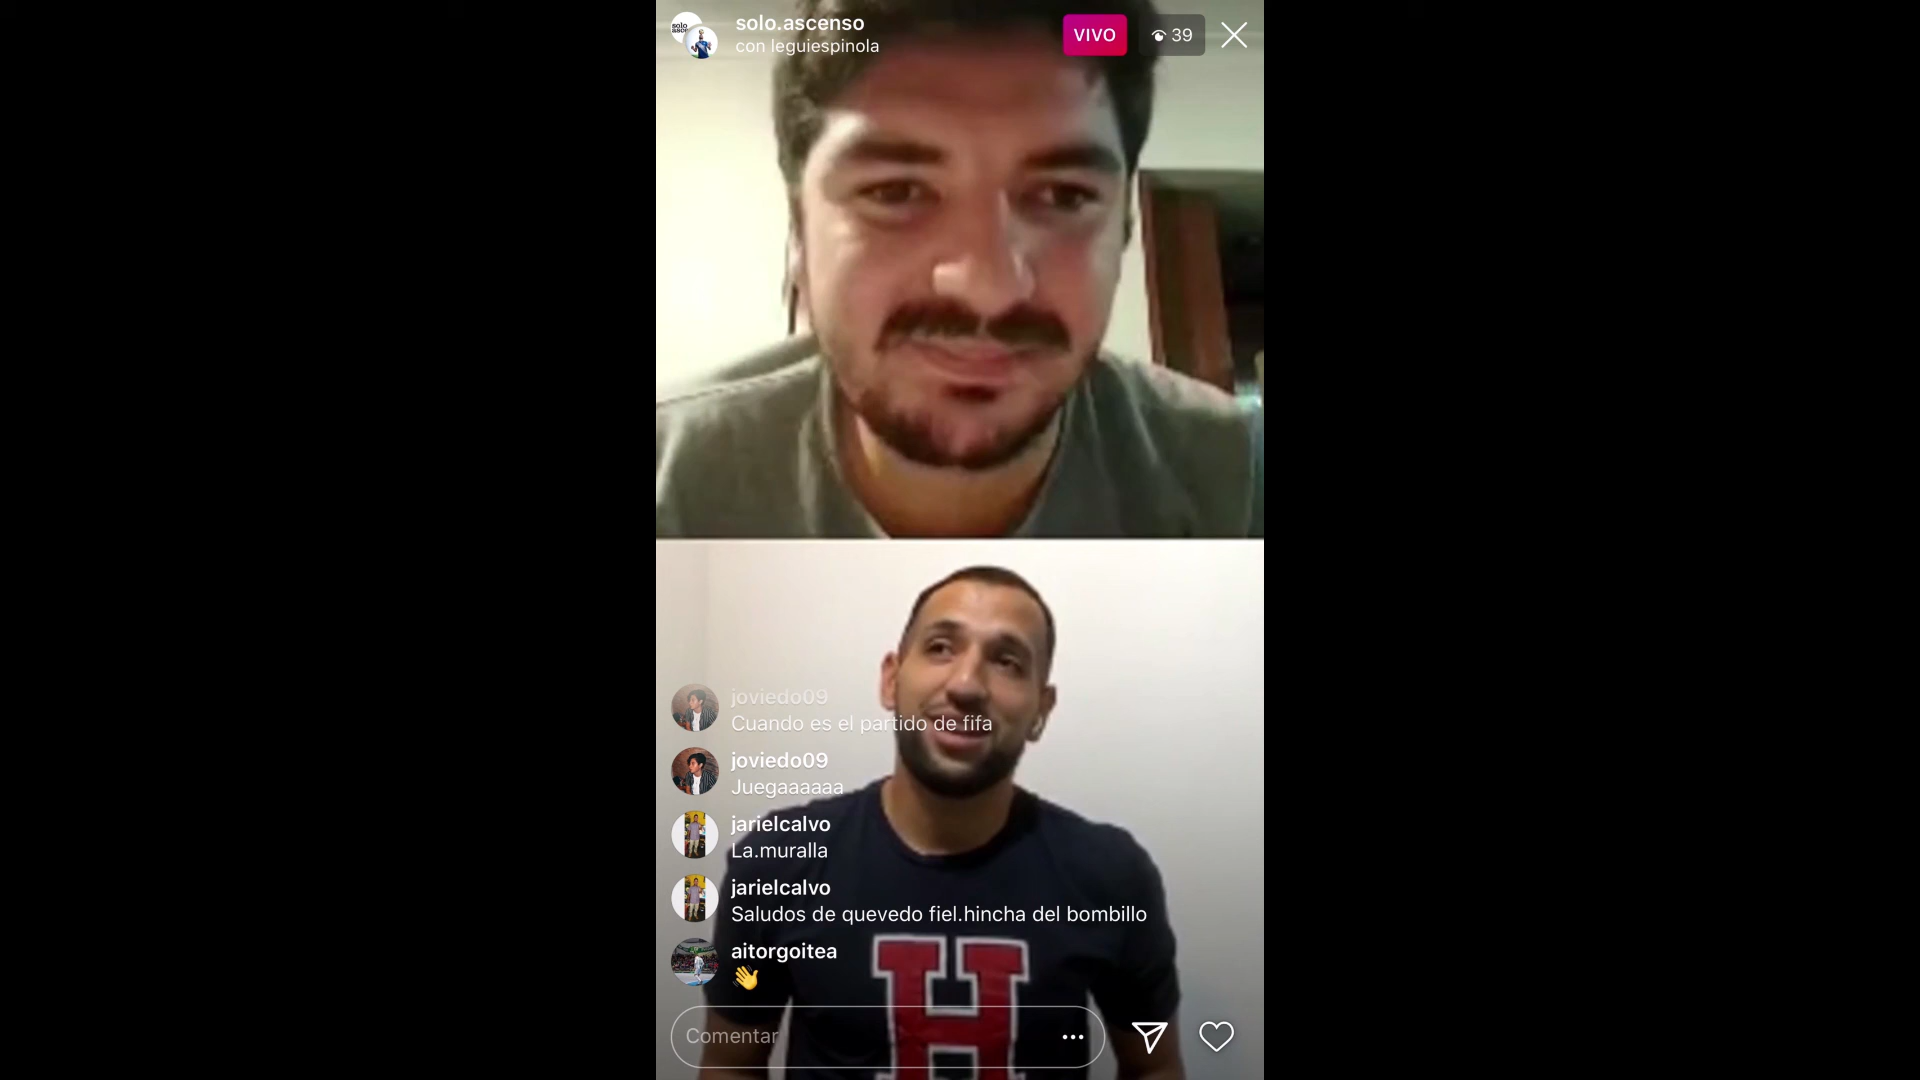 solo.ascenso
con leguiespinola
VIVO
39
joviedo09
Cuando es el partido de fifa
joviedo09
Juegaaaaaa
jarielcalvo
La.muralla
jarielcalvo
Saludos de quevedo fiel.hincha del bombillo
aitorgoitea
👋
H
Comentar